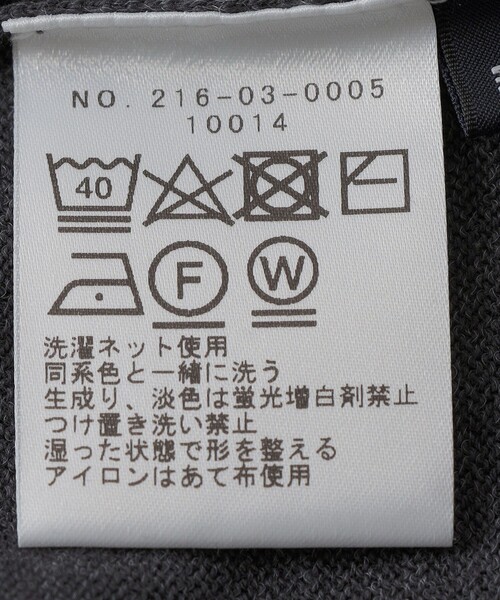 NO. 216-03-0005
10014
40
F
W
洗濯ネット使用
同系色と一緒に洗う
生成り、淡色は蛍光増白剤禁止
つけ置き洗い禁止
湿った状態で形を整える
アイロンはあて布使用